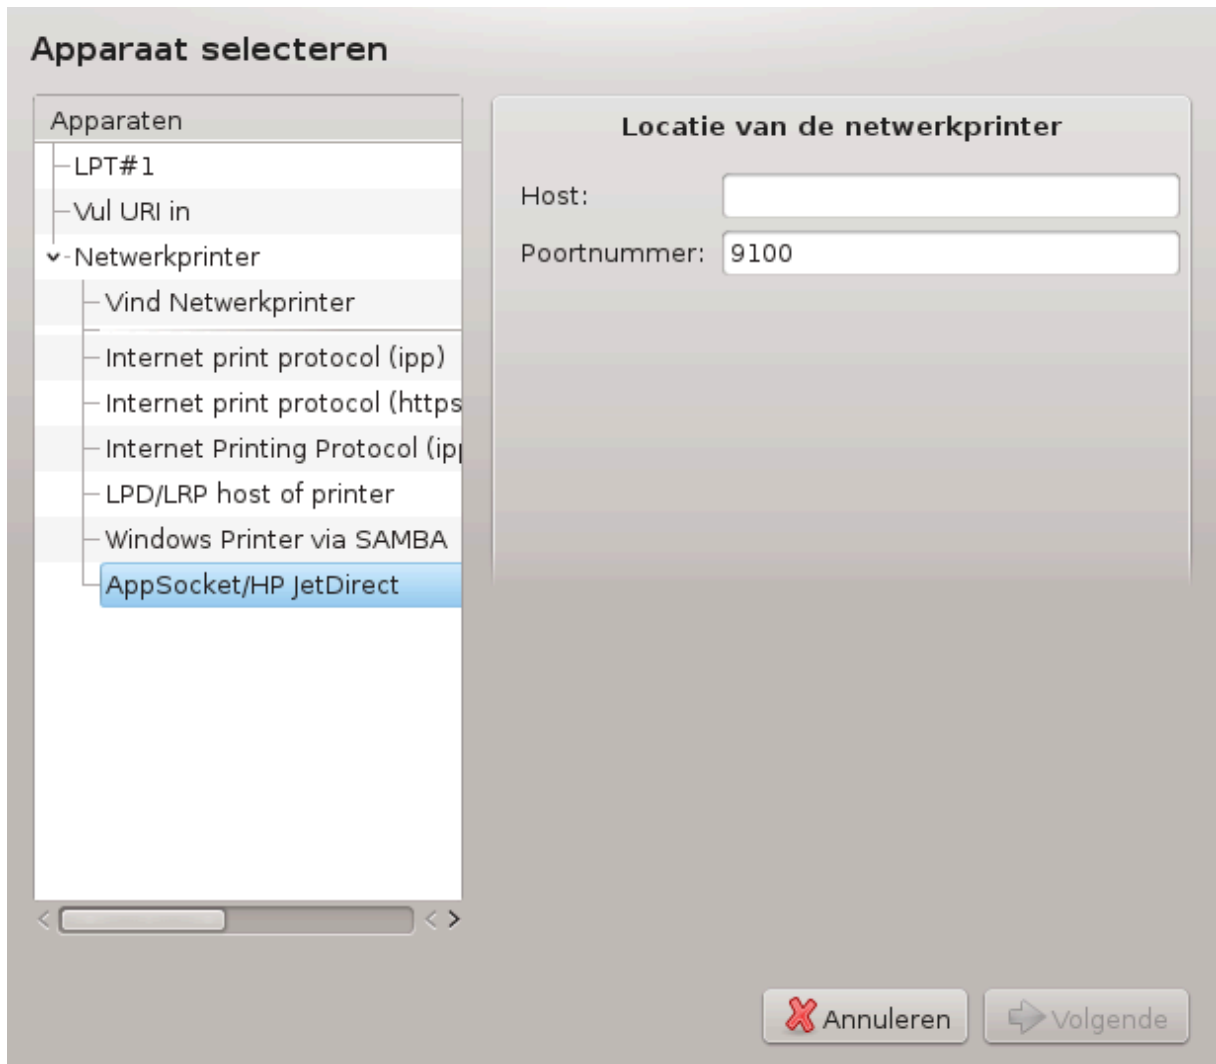 Apparaat selecteren
Apparaten
LPT#1
Vul URI in
Netwerkprinter
Vind Netwerkprinter
Internet print protocol (ipp)
Internet print protocol (https
Internet Printing Protocol (ip
LPD/LRP host of printer
Windows Printer via SAMBA
AppSocket/HP JetDirect
Locatie van de netwerkprinter
Host:
Poortnummer: 9100
Annuleren
Volgende